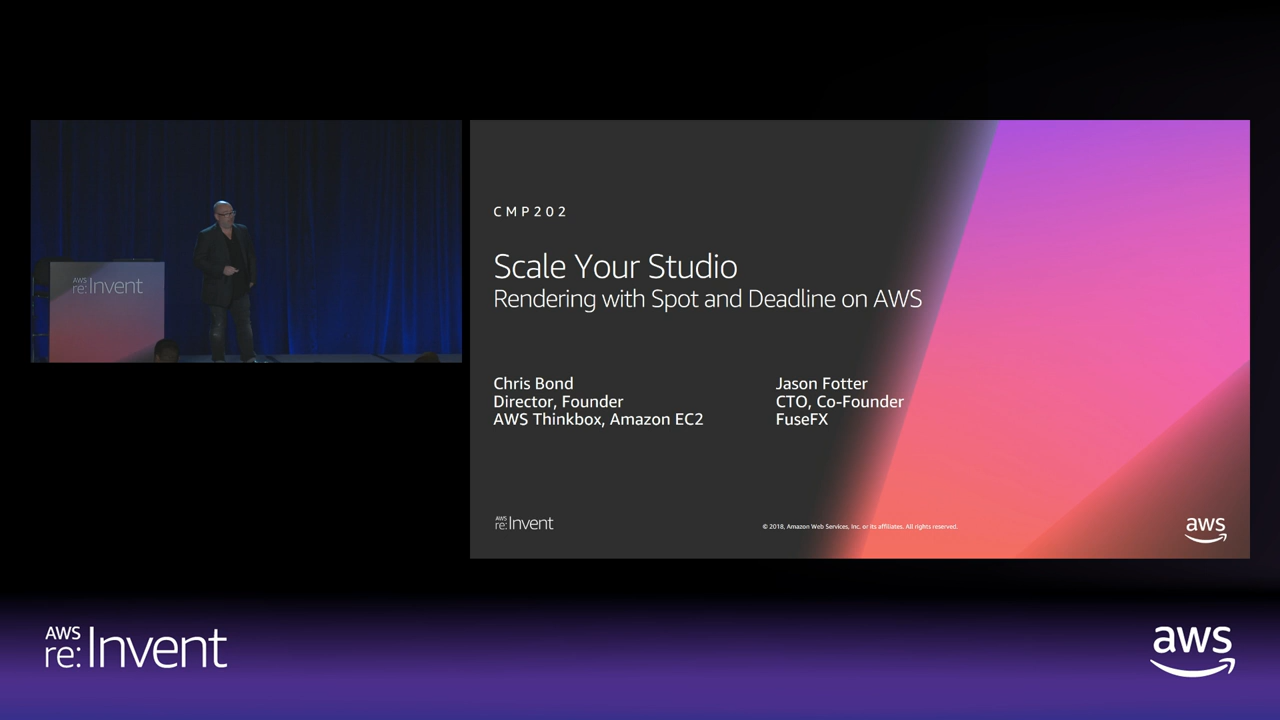 AWS
re:Invent
CMP202
Scale Your Studio
Rendering with Spot and Deadline on AWS
Chris Bond
Director, Founder
AWS Thinkbox, Amazon EC2
Jason Fotter
CTO, Co-Founder
FuseFX
AWS
re:Invent
© 2018, Amazon Web Services, Inc. or its affiliates. All rights reserved.
aws
AWS
re:Invent
aws